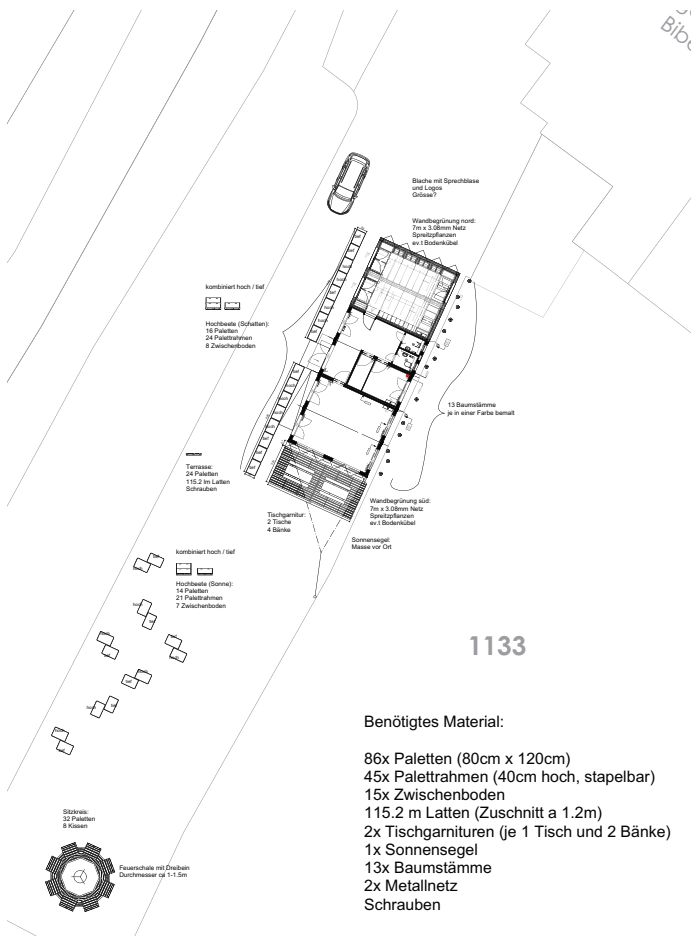 Blache mit Sprechblase
und Logos
Grösse?
Wandbegrünung nord:
7m x 3.08mm Netz
Spreitzpflanzen
ev.t Bodenkübel
kombiniert hoch / tief
Hochbeete (Schatten):
16 Paletten
24 Palettrahmen
8 Zwischenboden
13 Baumstämme
je in einer Farbe bemalt
Terrasse:
24 Paletten
115.2 lm Latten
Schrauben
Tischgarnitur:
2 Tische
4 Bänke
Wandbegrünung süd:
7m x 3.08mm Netz
Spreitzpflanzen
ev.t Bodenkübel
Sonnensegel:
Masse vor Ort
kombiniert hoch / tief
Hochbeete (Sonne):
14 Paletten
21 Palettrahmen
7 Zwischenboden
1133
Benötigtes Material:
86x Paletten (80cm x 120cm)
45x Palettrahmen (40cm hoch, stapelbar)
15x Zwischenboden
115.2 m Latten (Zuschnitt a 1.2m)
2x Tischgarnituren (je 1 Tisch und 2 Bänke)
1x Sonnensegel
13x Baumstämme
2x Metallnetz
Schrauben
Sitzkreis:
32 Paletten
8 Kissen
Feuerschale mit Dreibein
Durchmesser ca 1-1.5m